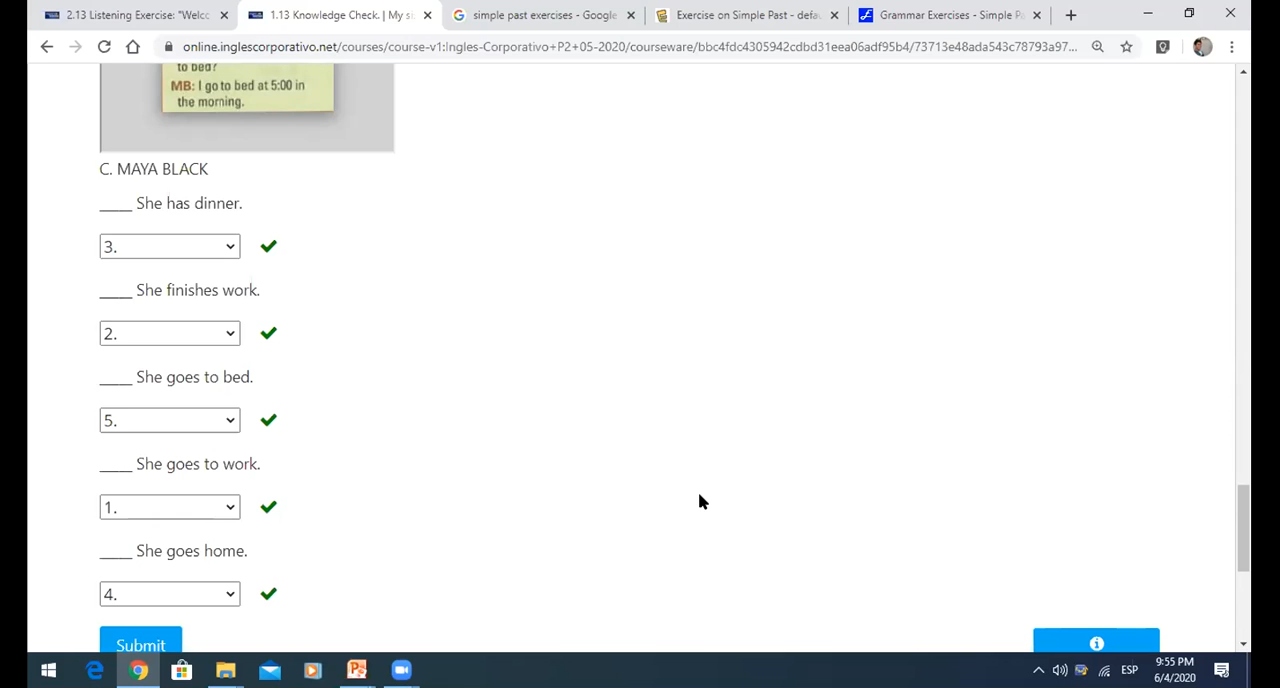 2.13 Listening Exercise: "Welcc
1.13 Knowledge Check. | My si
simple past exercises - Google
Exercise on Simple Past - defau
Grammar Exercises - Simple Pa
online.inglescorporativo.net/courses/course-v1:Ingles-Corporativo+P2+05-2020/courseware/bbc4fdc4305942cdbd31eea06adf95b4/73713e48ada543c78793a97...
to bed?
MB: I go to bed at 5:00 in
the morning.
C. MAYA BLACK
____ She has dinner.
3.
____ She finishes work.
2.
____ She goes to bed.
5.
____ She goes to work.
1.
____ She goes home.
4.
Submit
ESP
9:55 PM
6/4/2020